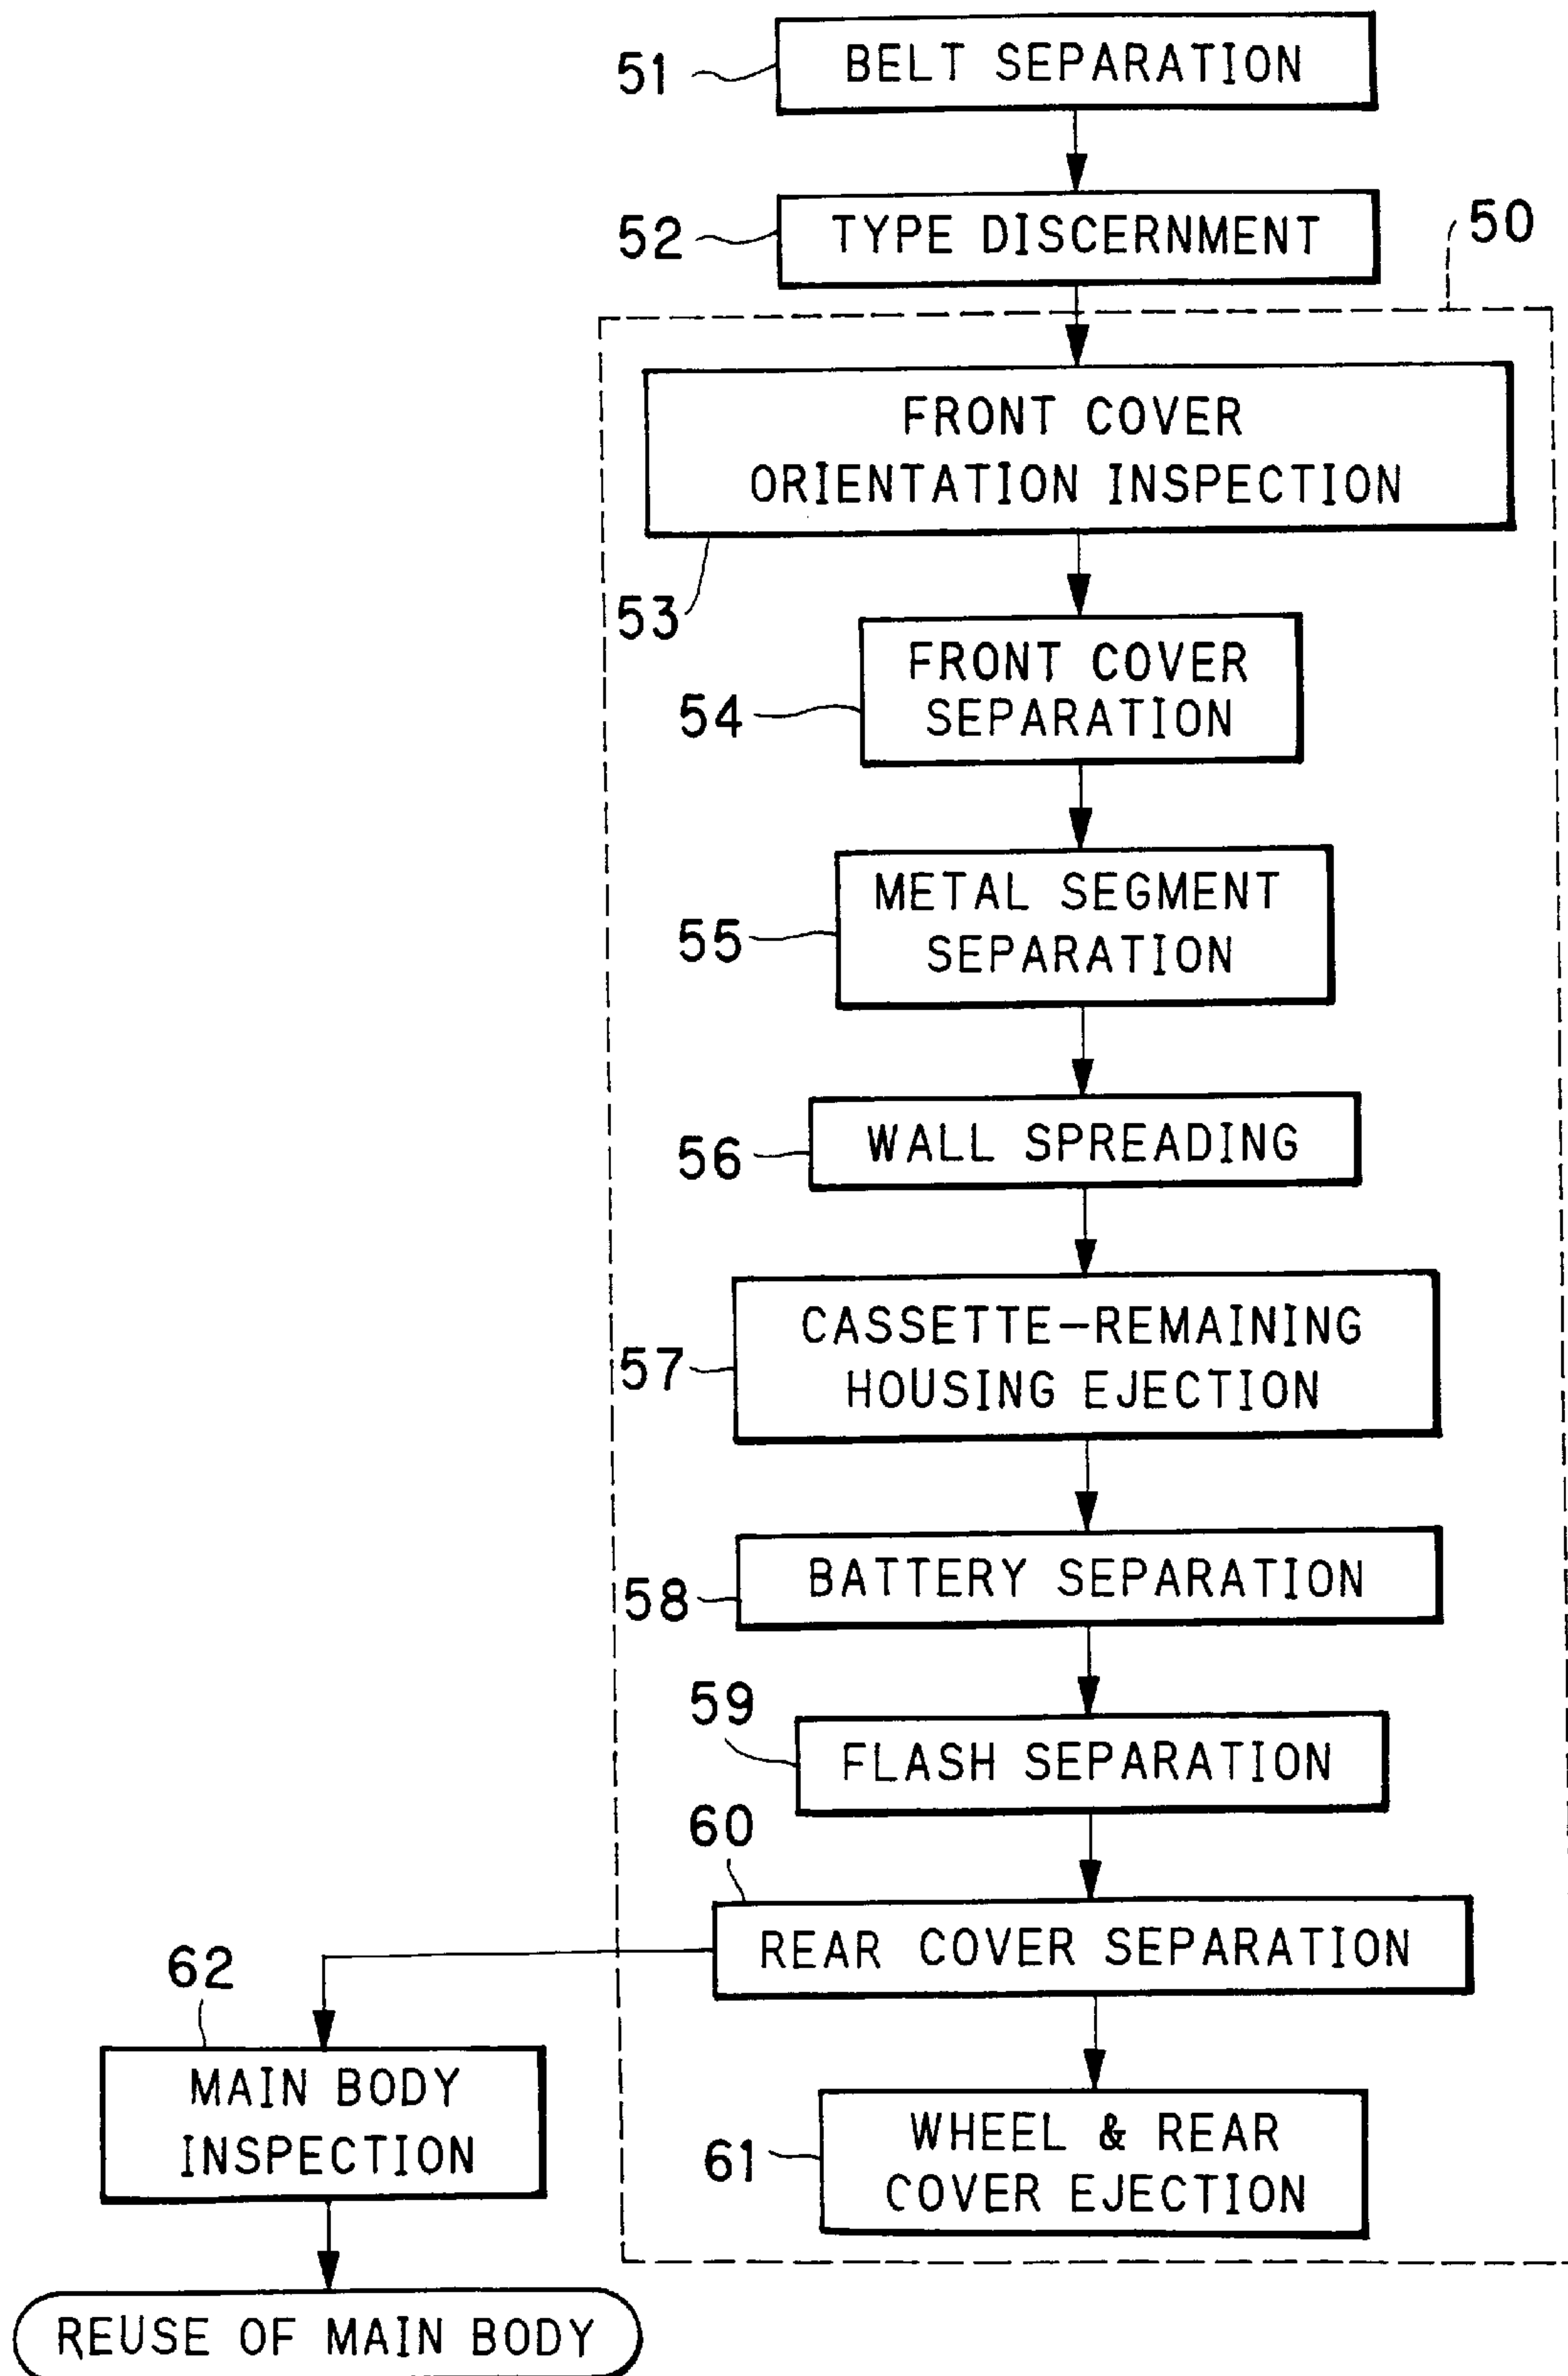 51
BELT SEPARATION
52
TYPE DISCERNMENT
50
FRONT COVER
ORIENTATION INSPECTION
53
FRONT COVER
SEPARATION
54
METAL SEGMENT
SEPARATION
55
WALL SPREADING
56
CASSETTE-REMAINING
HOUSING EJECTION
57
BATTERY SEPARATION
58
59
FLASH SEPARATION
60
REAR COVER SEPARATION
62
MAIN BODY
INSPECTION
WHEEL & REAR
COVER EJECTION
61
REUSE OF MAIN BODY